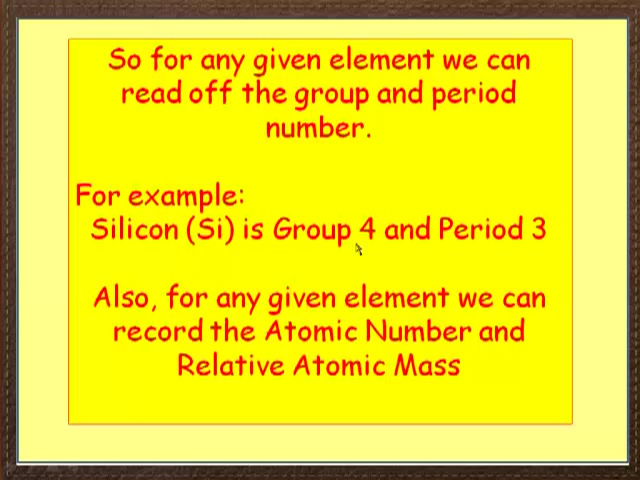 So for any given element we can
read off the group and period
number.
For example:
Silicon (Si) is Group 4 and Period 3
Also, for any given element we can
record the Atomic Number and
Relative Atomic Mass